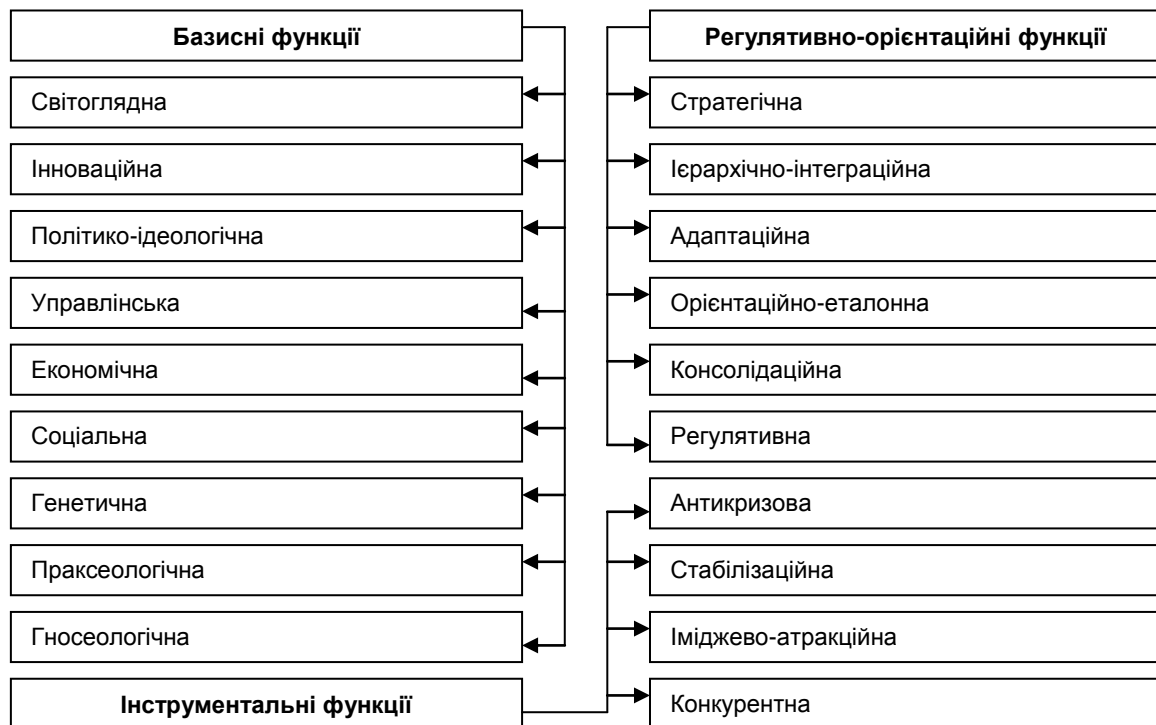 Базисні функції
Світоглядна
Інноваційна
Політико-ідеологічна
Управлінська
Економічна
Соціальна
Генетична
Праксеологічна
Гносеологічна
Інструментальні функції
Регулятивно-орієнтаційні функції
Стратегічна
Ієрархічно-інтеграційна
Адаптаційна
Орієнтаційно-еталонна
Консолідаційна
Регулятивна
Антикризова
Стабілізаційна
Іміджево-атракційна
Конкурентна